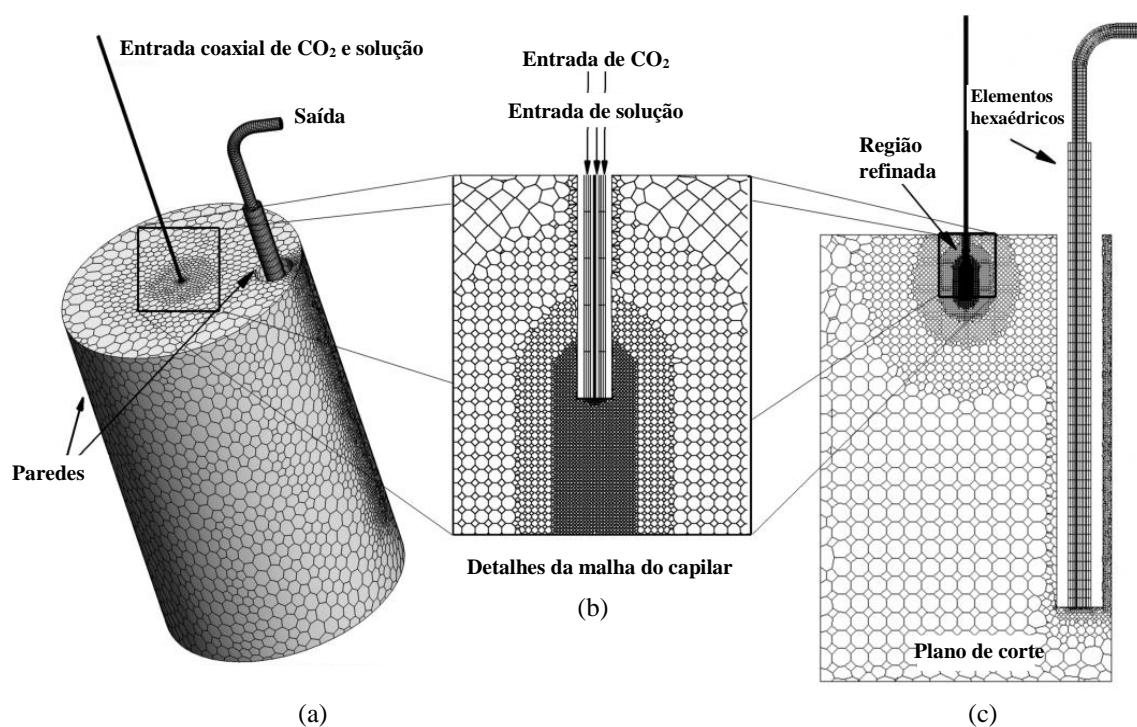 Entrada coaxial de CO₂ e solução
Saída
Paredes
(a)
Entrada de CO₂
Entrada de solução
Detalhes da malha do capilar
(b)
Elementos
hexaédricos
Região
refinada
Plano de corte
(c)